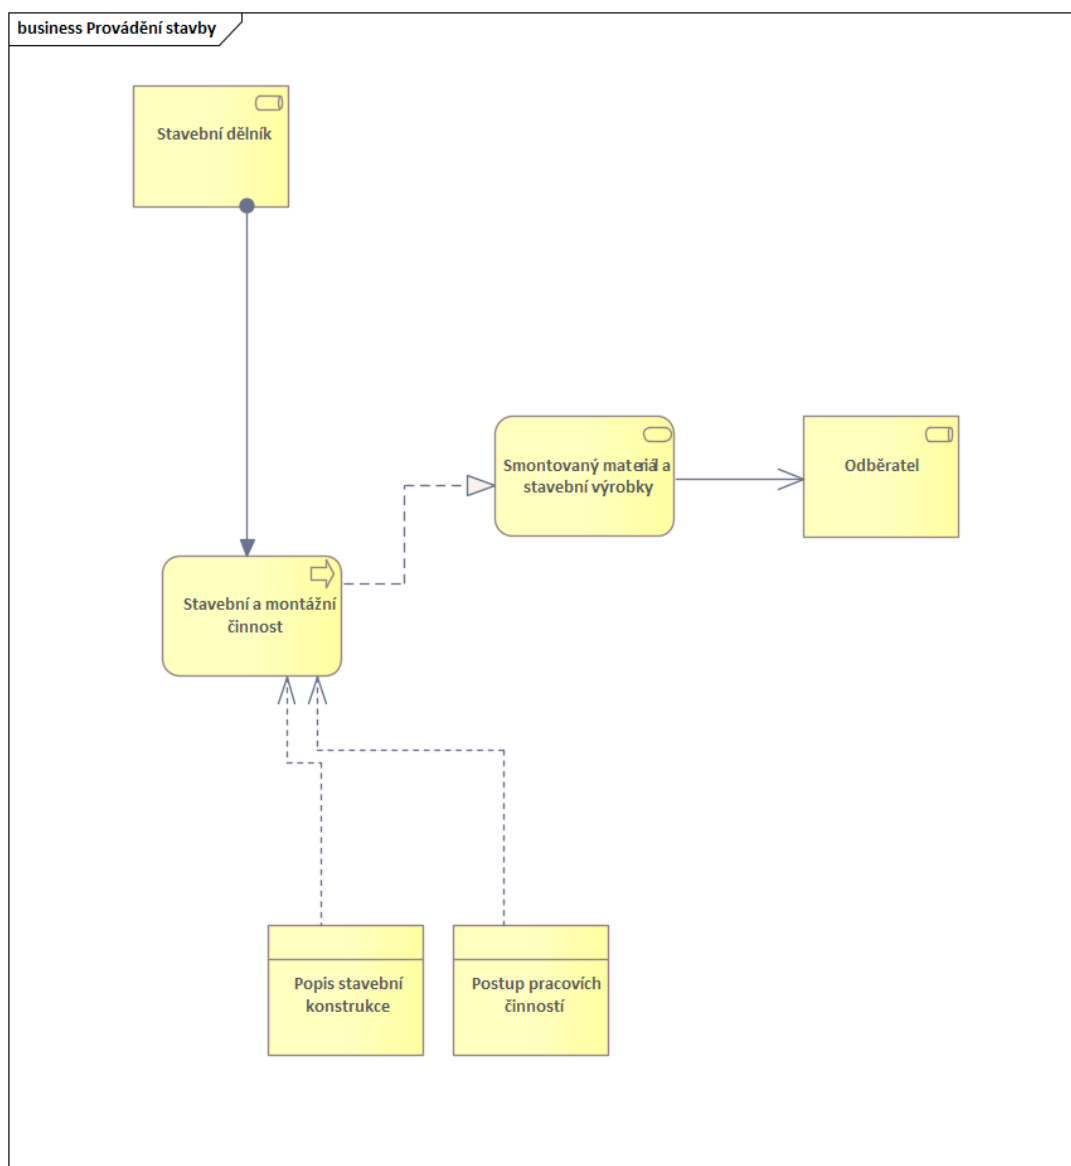 business Provádění stavby
Stavební dělník
Smontovaný materiál a
stavební výrobky
Odběratel
Stavební a montážní
činnost
Popis stavební
konstrukce
Postup pracovích
činností